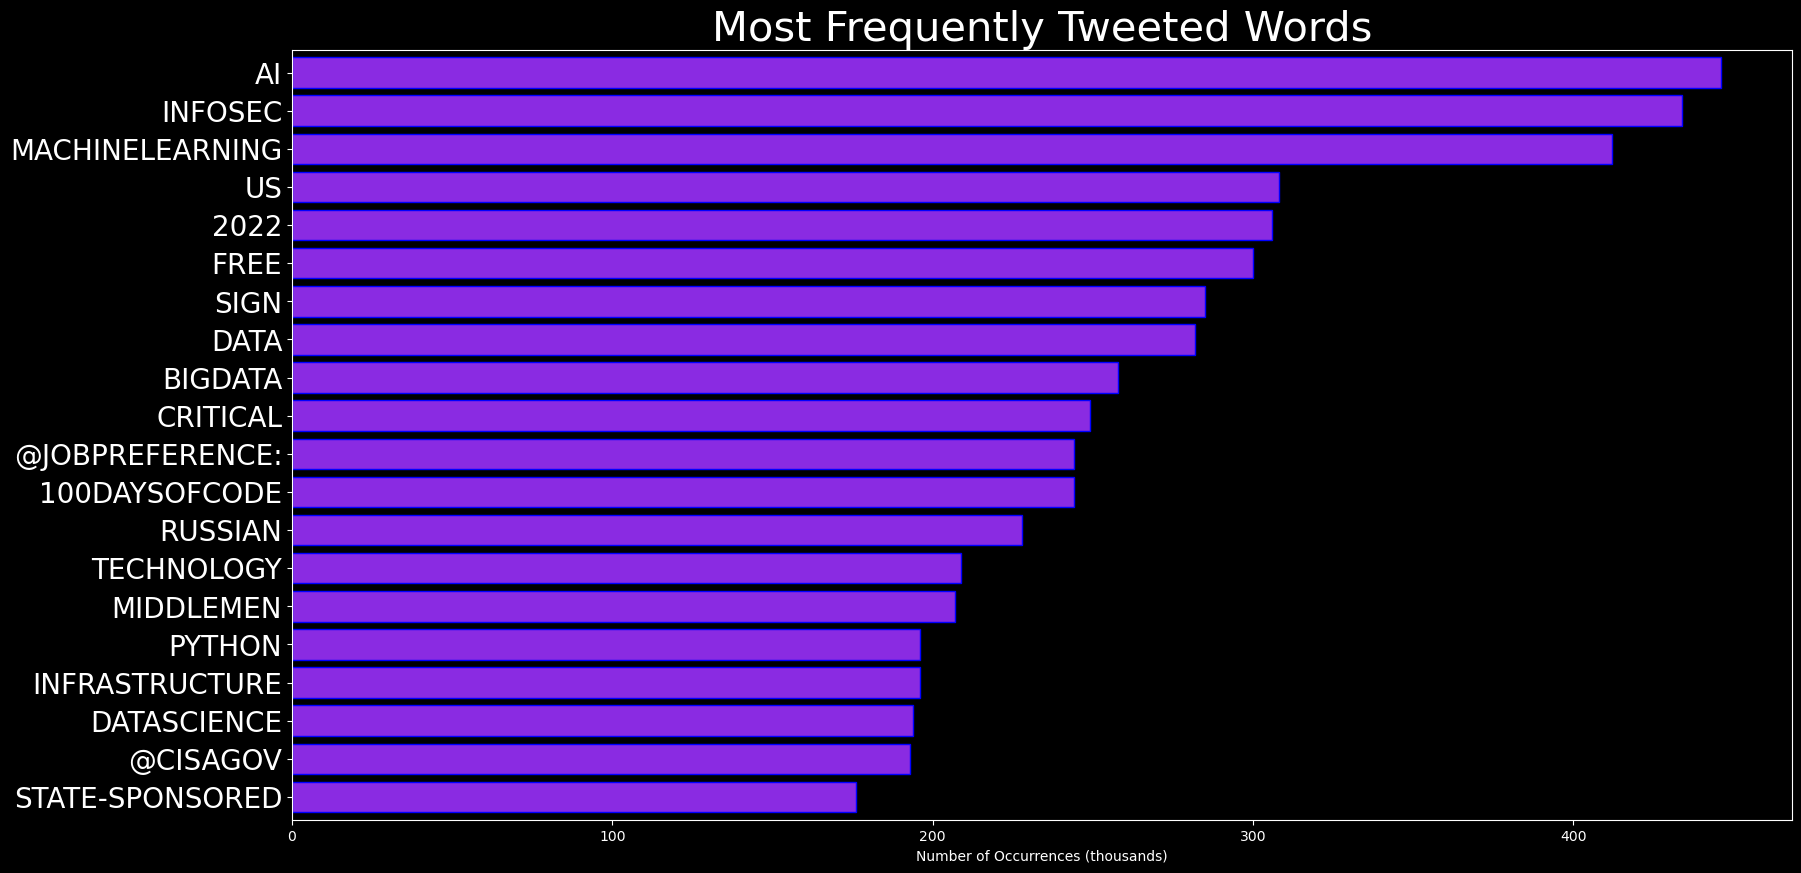 Most Frequently Tweeted Words
AI
INFOSEC
MACHINELEARNING
US
2022
FREE
SIGN
DATA
BIGDATA
CRITICAL
@JOBPREFERENCE:
100DAYSOFCODE
RUSSIAN
TECHNOLOGY
MIDDLEMEN
PYTHON
INFRASTRUCTURE
DATASCIENCE
@CISAGOV
STATE-SPONSORED
0 100 200 300 400
Number of Occurrences (thousands)